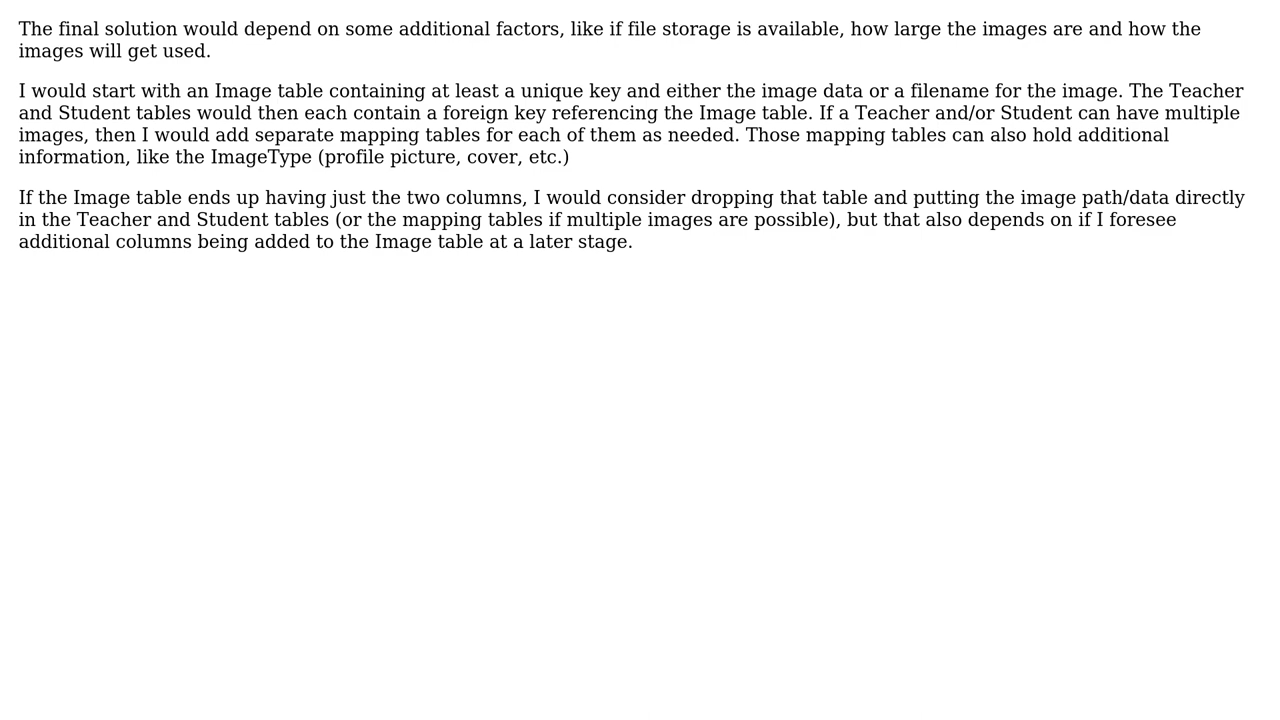 The final solution would depend on some additional factors, like if file storage is available, how large the images are and how the
images will get used.
I would start with an Image table containing at least a unique key and either the image data or a filename for the image. The Teacher
and Student tables would then each contain a foreign key referencing the Image table. If a Teacher and/or Student can have multiple
images, then I would add separate mapping tables for each of them as needed. Those mapping tables can also hold additional
information, like the ImageType (profile picture, cover, etc.)
If the Image table ends up having just the two columns, I would consider dropping that table and putting the image path/data directly
in the Teacher and Student tables (or the mapping tables if multiple images are possible), but that also depends on if I foresee
additional columns being added to the Image table at a later stage.